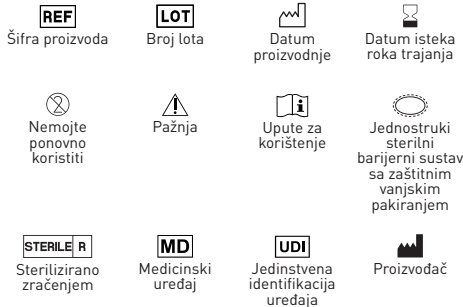 REF
Šifra proizvoda
LOT
Broj lota
Datum
proizvodnje
Datum isteka
roka trajanja
2
Nemojte
ponovno
koristiti
Pažnja
i
Upute za
korištenje
Jednostruki
sterilni
barijerni sustav
sa zaštitnim
vanjskim
pakiranjem
STERILE R
Sterilizirano
zračenjem
MD
Medicinski
uređaj
UDI
Jedinstvena
identifikacija
uređaja
Proizvođač